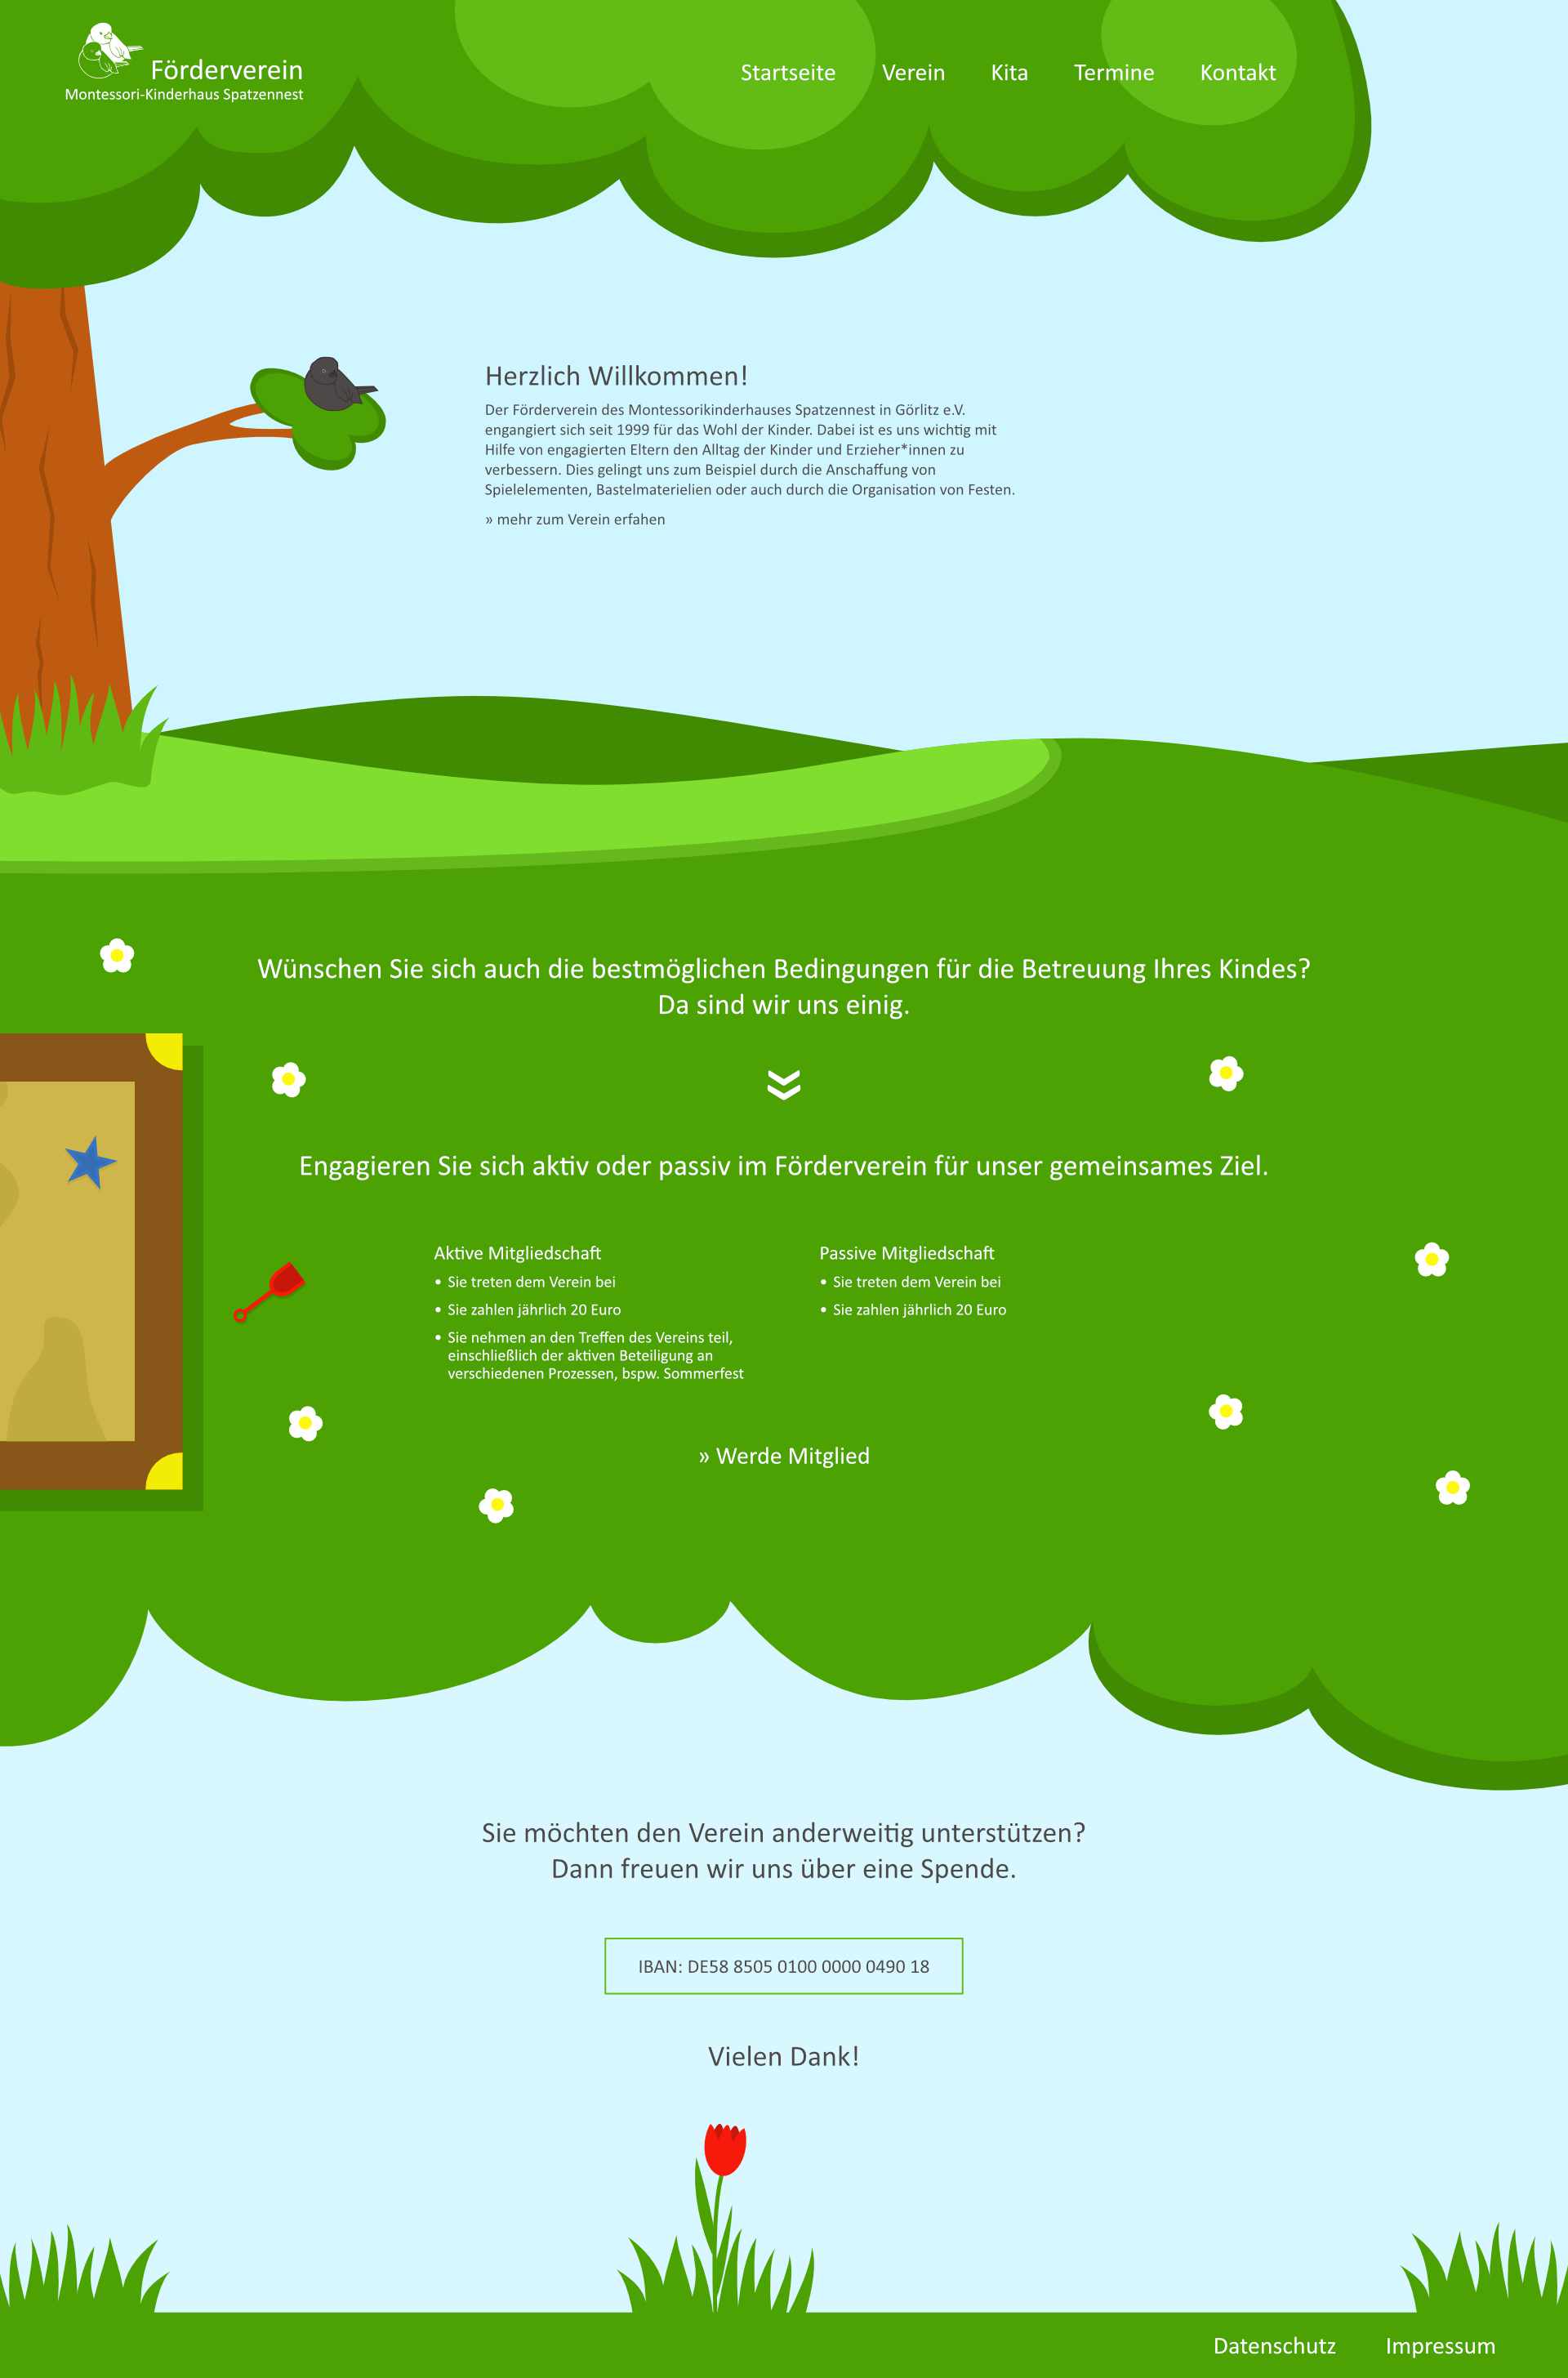 Förderverein
Montessori-Kinderhaus Spatzennest
Startseite Verein Kita Termine Kontakt
Herzlich Willkommen!
Der Förderverein des Montessorikinderhauses Spatzennest in Görlitz e.V.
engangiert sich seit 1999 für das Wohl der Kinder. Dabei ist es uns wichtig mit
Hilfe von engagierten Eltern den Alltag der Kinder und Erzieher*innen zu
verbessern. Dies gelingt uns zum Beispiel durch die Anschaffung von
Spielelementen, Bastelmaterielien oder auch durch die Organisation von Festen.
» mehr zum Verein erfahen
Wünschen Sie sich auch die bestmöglichen Bedingungen für die Betreuung Ihres Kindes?
Da sind wir uns einig.
Engagieren Sie sich aktiv oder passiv im Förderverein für unser gemeinsames Ziel.
Aktive Mitgliedschaft
• Sie treten dem Verein bei
• Sie zahlen jährlich 20 Euro
• Sie nehmen an den Treffen des Vereins teil,
einschließlich der aktiven Beteiligung an
verschiedenen Prozessen, bspw. Sommerfest
Passive Mitgliedschaft
• Sie treten dem Verein bei
• Sie zahlen jährlich 20 Euro
» Werde Mitglied
Sie möchten den Verein anderweitig unterstützen?
Dann freuen wir uns über eine Spende.
IBAN: DE58 8505 0100 0000 0490 18
Vielen Dank!
Datenschutz Impressum